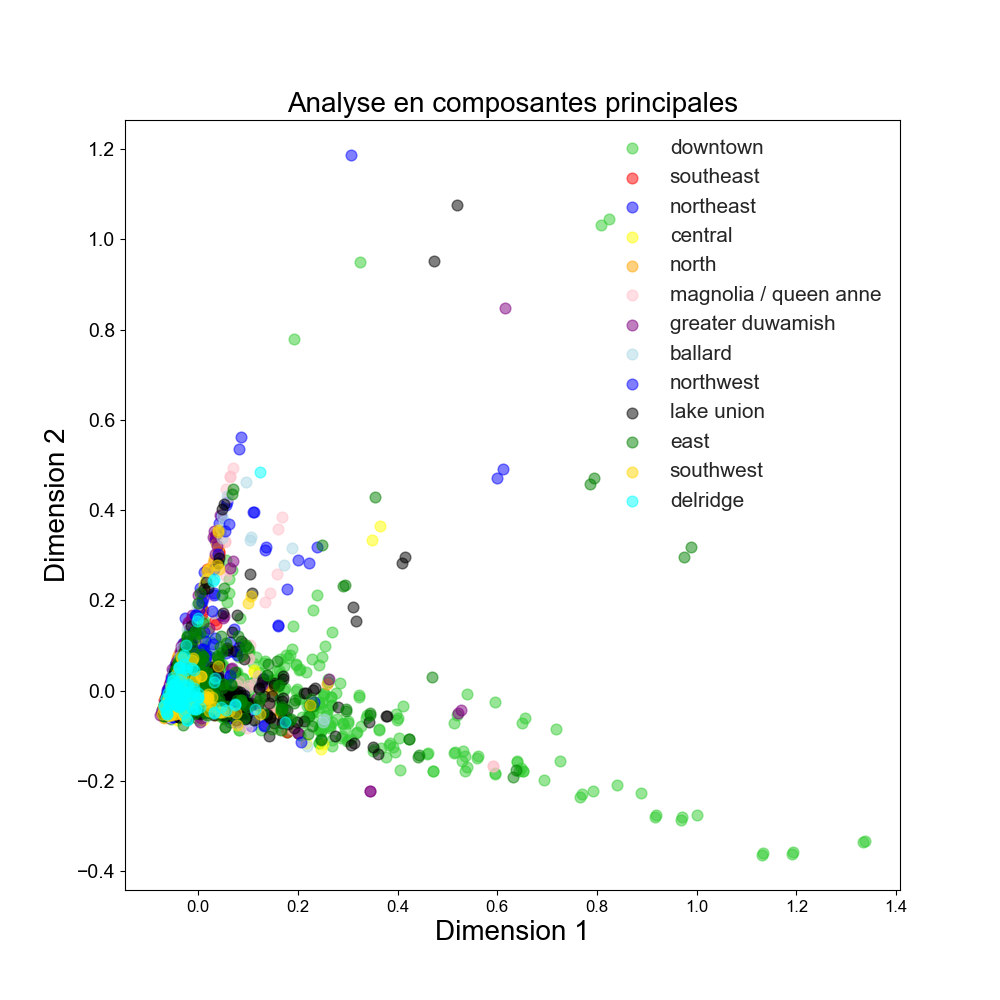 Analyse en composantes principales
downtown
southeast
northeast
central
north
magnolia / queen anne
greater duwamish
ballard
northwest
lake union
east
southwest
delridge
Dimension 2
1.2
1.0
0.8
0.6
0.4
0.2
0.0
−0.2
−0.4
0.0 0.2 0.4 0.6 0.8 1.0 1.2 1.4
Dimension 1